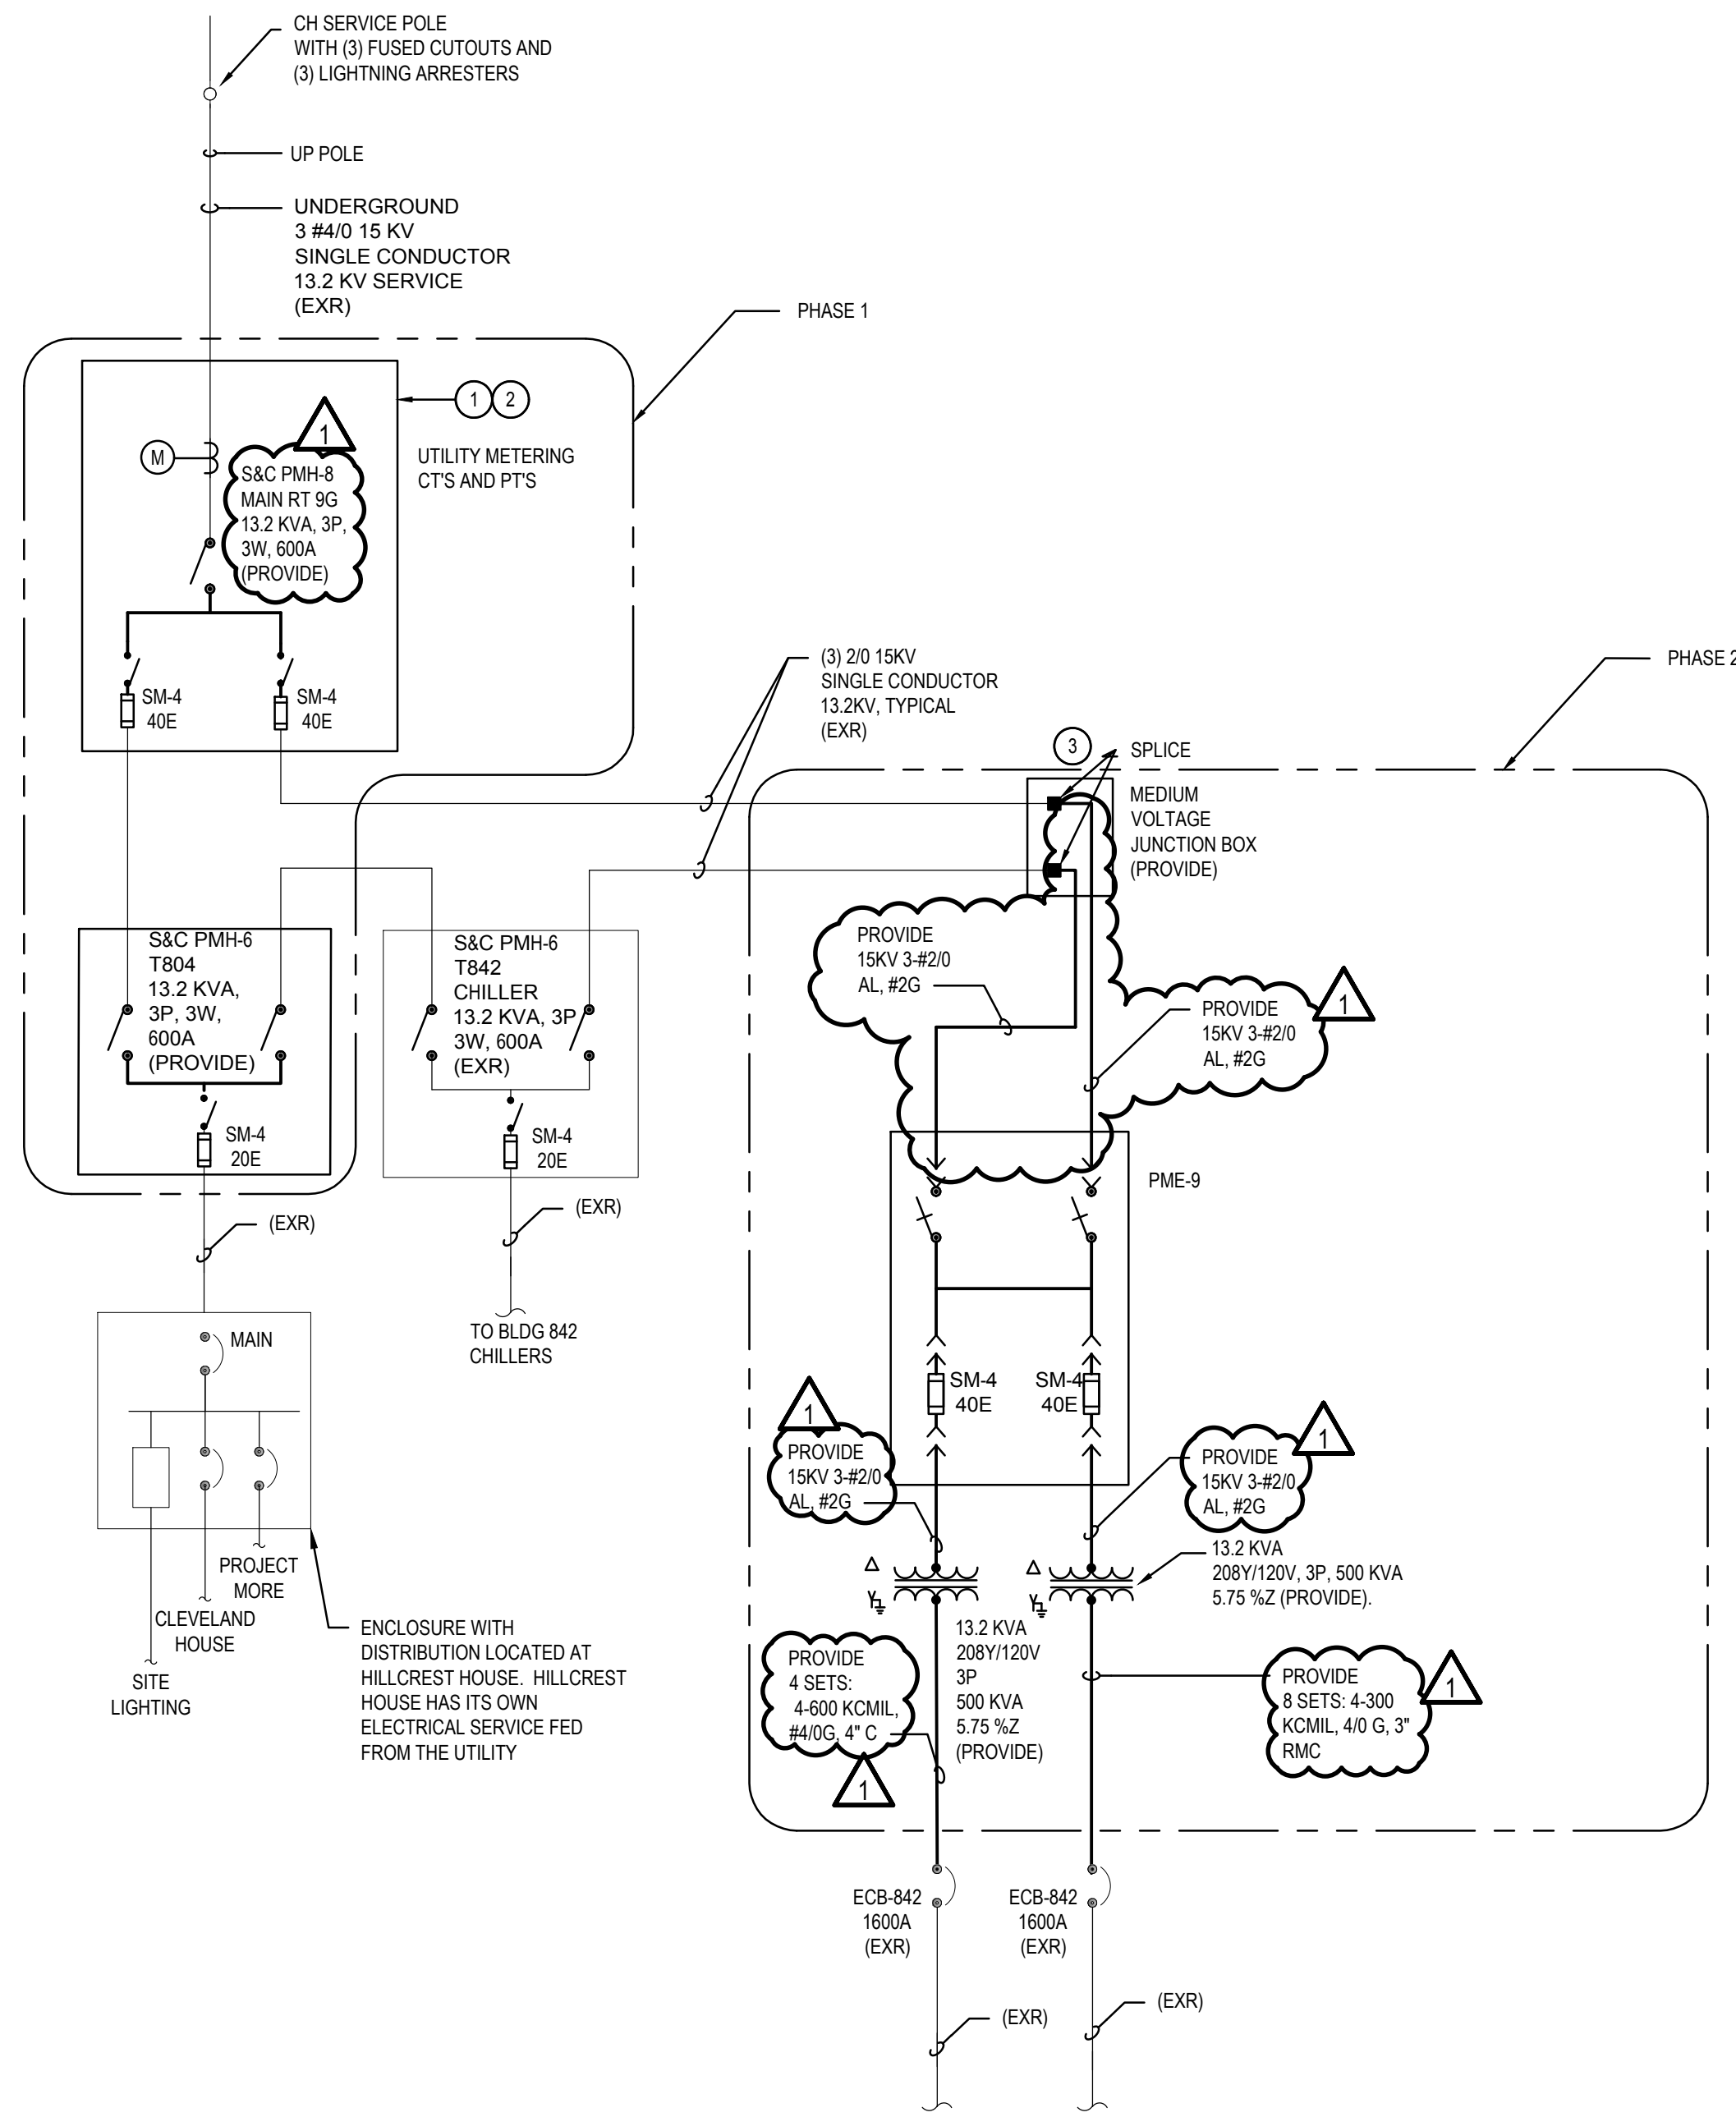 CH SERVICE POLE
WITH (3) FUSED CUTOUTS AND
(3) LIGHTNING ARRESTERS
UP POLE
UNDERGROUND
3 #4/0 15 KV
SINGLE CONDUCTOR
13.2 KV SERVICE
(EXR)
PHASE 1
1
2
UTILITY METERING
CT'S AND PT'S
1
M
S&C PMH-8
MAIN RT 9G
13.2 KVA, 3P,
3W, 600A
(PROVIDE)
SM-4
40E
SM-4
40E
(3) 2/0 15KV
SINGLE CONDUCTOR
13.2KV, TYPICAL
(EXR)
PHASE 2
3
SPLICE
MEDIUM
VOLTAGE
JUNCTION BOX
(PROVIDE)
S&C PMH-6
T804
13.2 KVA,
3P, 3W,
600A
(PROVIDE)
SM-4
20E
S&C PMH-6
T842
CHILLER
13.2 KVA, 3P
3W, 600A
(EXR)
SM-4
20E
PROVIDE
15KV 3-#2/0
AL, #2G
PROVIDE
15KV 3-#2/0
AL, #2G
1
PME-9
(EXR)
(EXR)
TO BLDG 842
CHILLERS
MAIN
PROJECT
MORE
CLEVELAND
HOUSE
SITE
LIGHTING
ENCLOSURE WITH
DISTRIBUTION LOCATED AT
HILLCREST HOUSE. HILLCREST
HOUSE HAS ITS OWN
ELECTRICAL SERVICE FED
FROM THE UTILITY
SM-4
40E
SM-4
40E
1
PROVIDE
15KV 3-#2/0
AL, #2G
1
PROVIDE
15KV 3-#2/0
AL, #2G
13.2 KVA
208Y/120V, 3P, 500 KVA
5.75 %Z (PROVIDE).
Y
Y
13.2 KVA
208Y/120V
3P
500 KVA
5.75 %Z
(PROVIDE)
PROVIDE
4 SETS:
4-600 KCMIL,
#4/0G, 4" C
1
PROVIDE
8 SETS: 4-300
KCMIL, 4/0 G, 3"
RMC
1
ECB-842
1600A
(EXR)
ECB-842
1600A
(EXR)
(EXR)
(EXR)